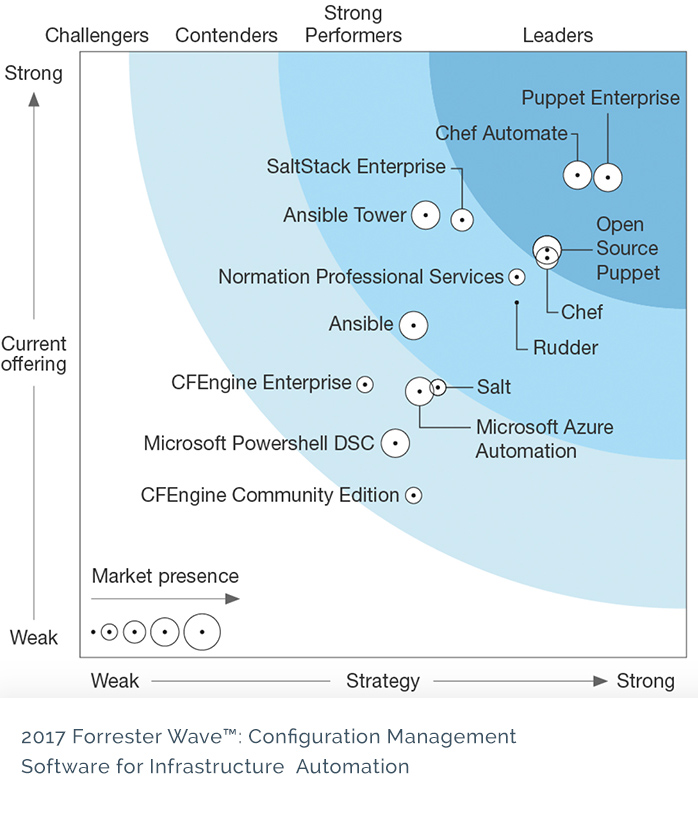 Challengers
Contenders
Strong
Performers
Leaders
Strong
Puppet Enterprise
Chef Automate
SaltStack Enterprise
Ansible Tower
Open
Source
Puppet
Normation Professional Services
Chef
Ansible
Rudder
Current
offering
CFEngine Enterprise
Salt
Microsoft Azure
Automation
Microsoft Powershell DSC
CFEngine Community Edition
Market presence
Weak
Weak
Strategy
Strong
2017 Forrester Wave™: Configuration Management
Software for Infrastructure Automation